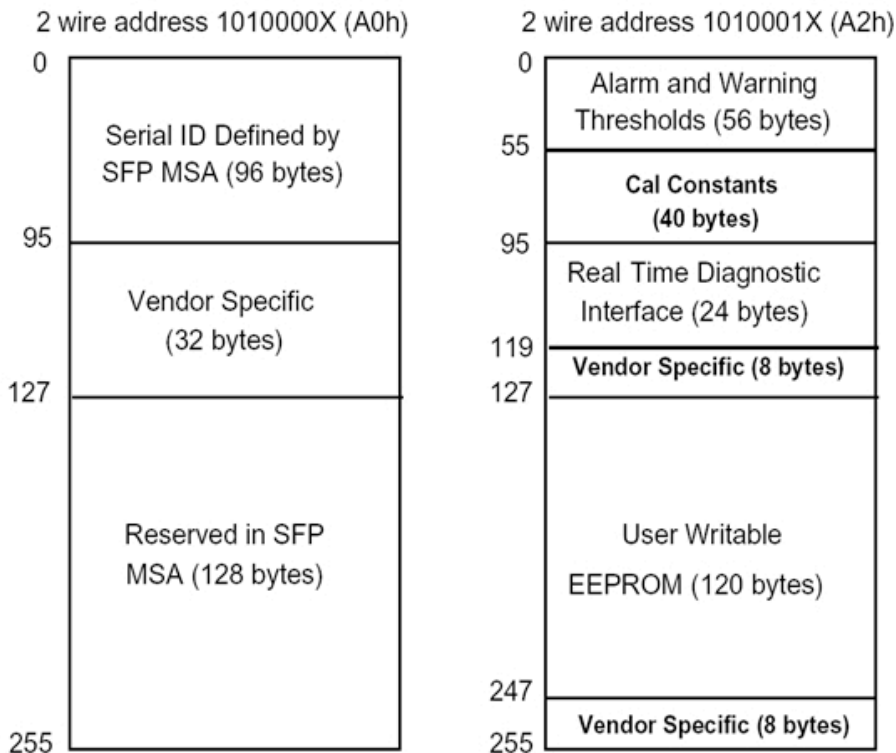 2 wire address 1010000X (A0h)
0
Serial ID Defined by
SFP MSA (96 bytes)
95
Vendor Specific
(32 bytes)
127
Reserved in SFP
MSA (128 bytes)
255
2 wire address 1010001X (A2h)
0
Alarm and Warning
Thresholds (56 bytes)
55
Cal Constants
(40 bytes)
95
Real Time Diagnostic
Interface (24 bytes)
119
Vendor Specific (8 bytes)
127
User Writable
EEPROM (120 bytes)
247
Vendor Specific (8 bytes)
255